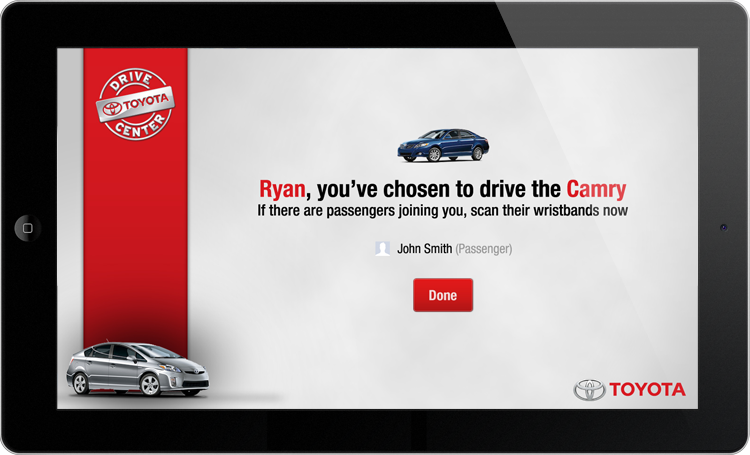 DRIVE
TOYOTA
CENTER
Ryan, you've chosen to drive the Camry
If there are passengers joining you, scan their wristbands now
John Smith (Passenger)
Done
TOYOTA